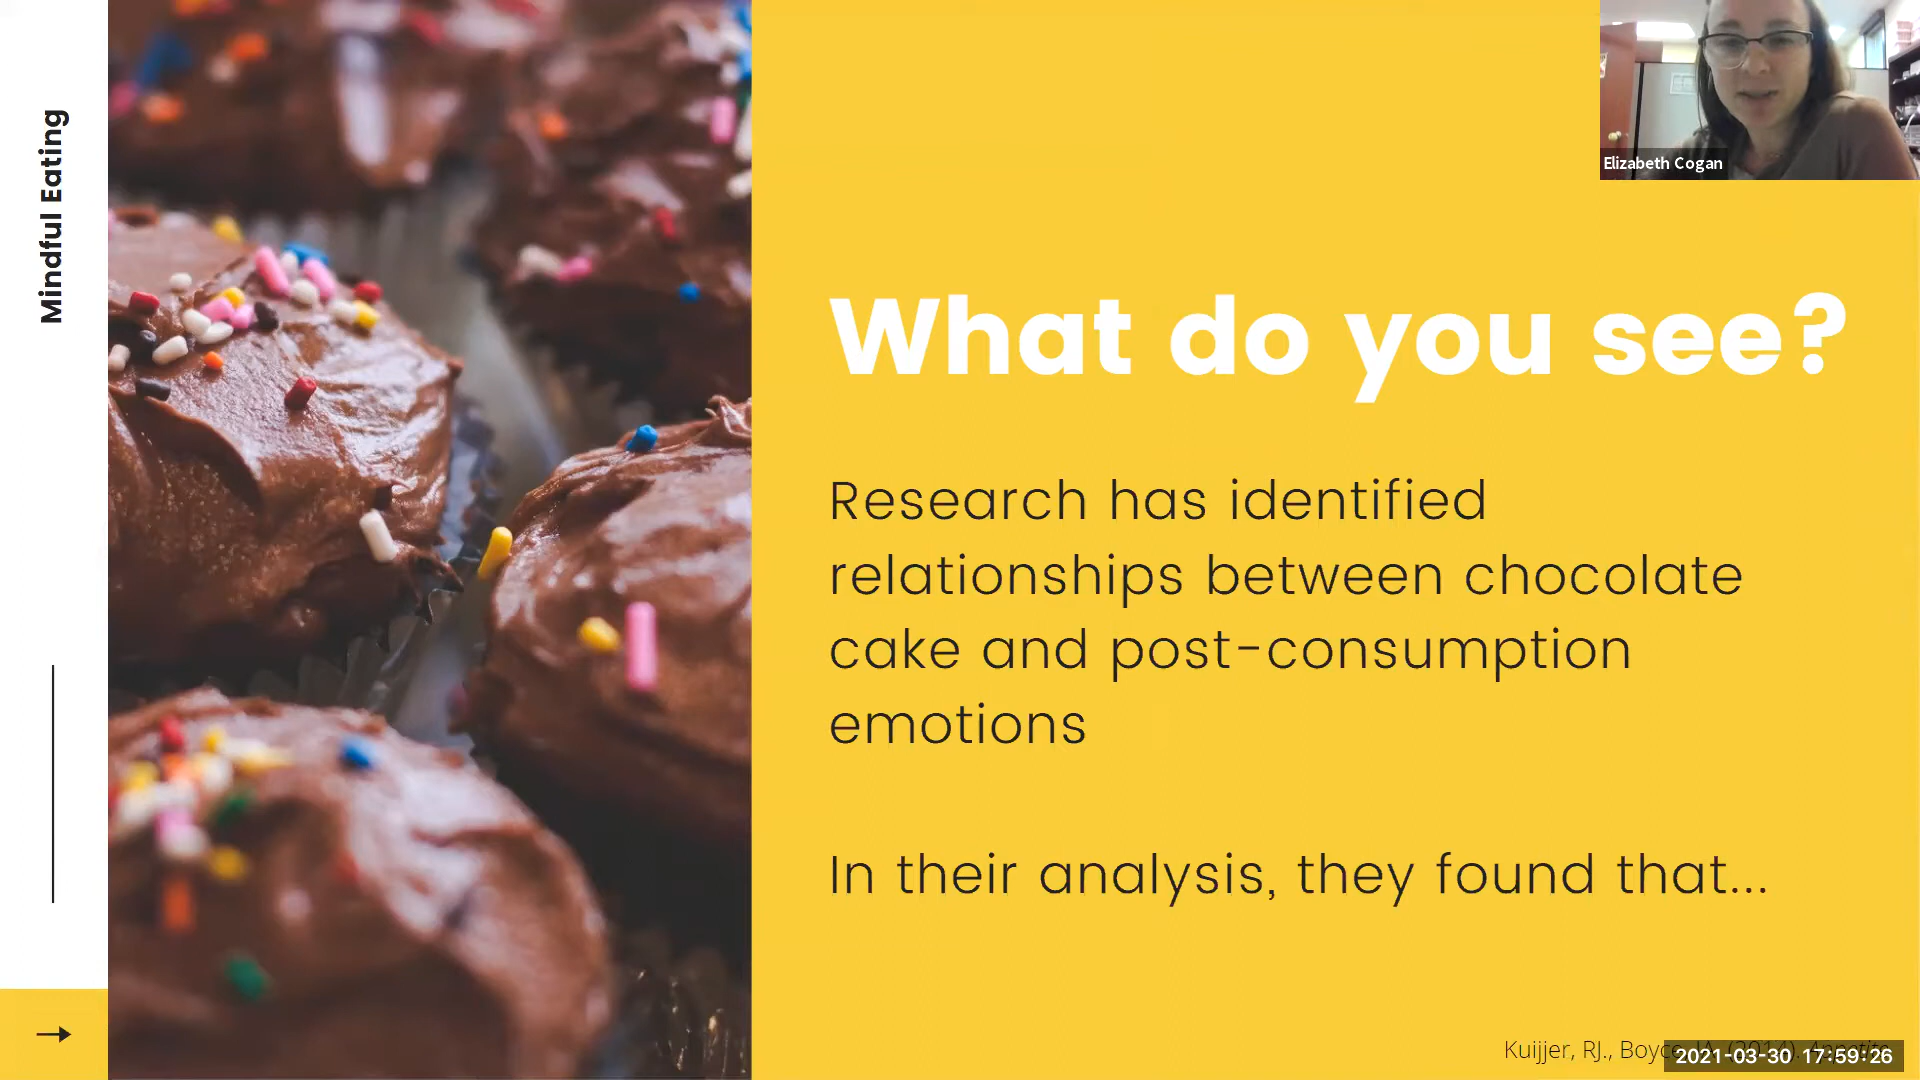 Mindful Eating
Elizabeth Cogan
What do you see?
Research has identified
relationships between chocolate
cake and post-consumption
emotions
In their analysis, they found that...
Kuijjer, RJ., Boyce
2021-03-30 17:59:26